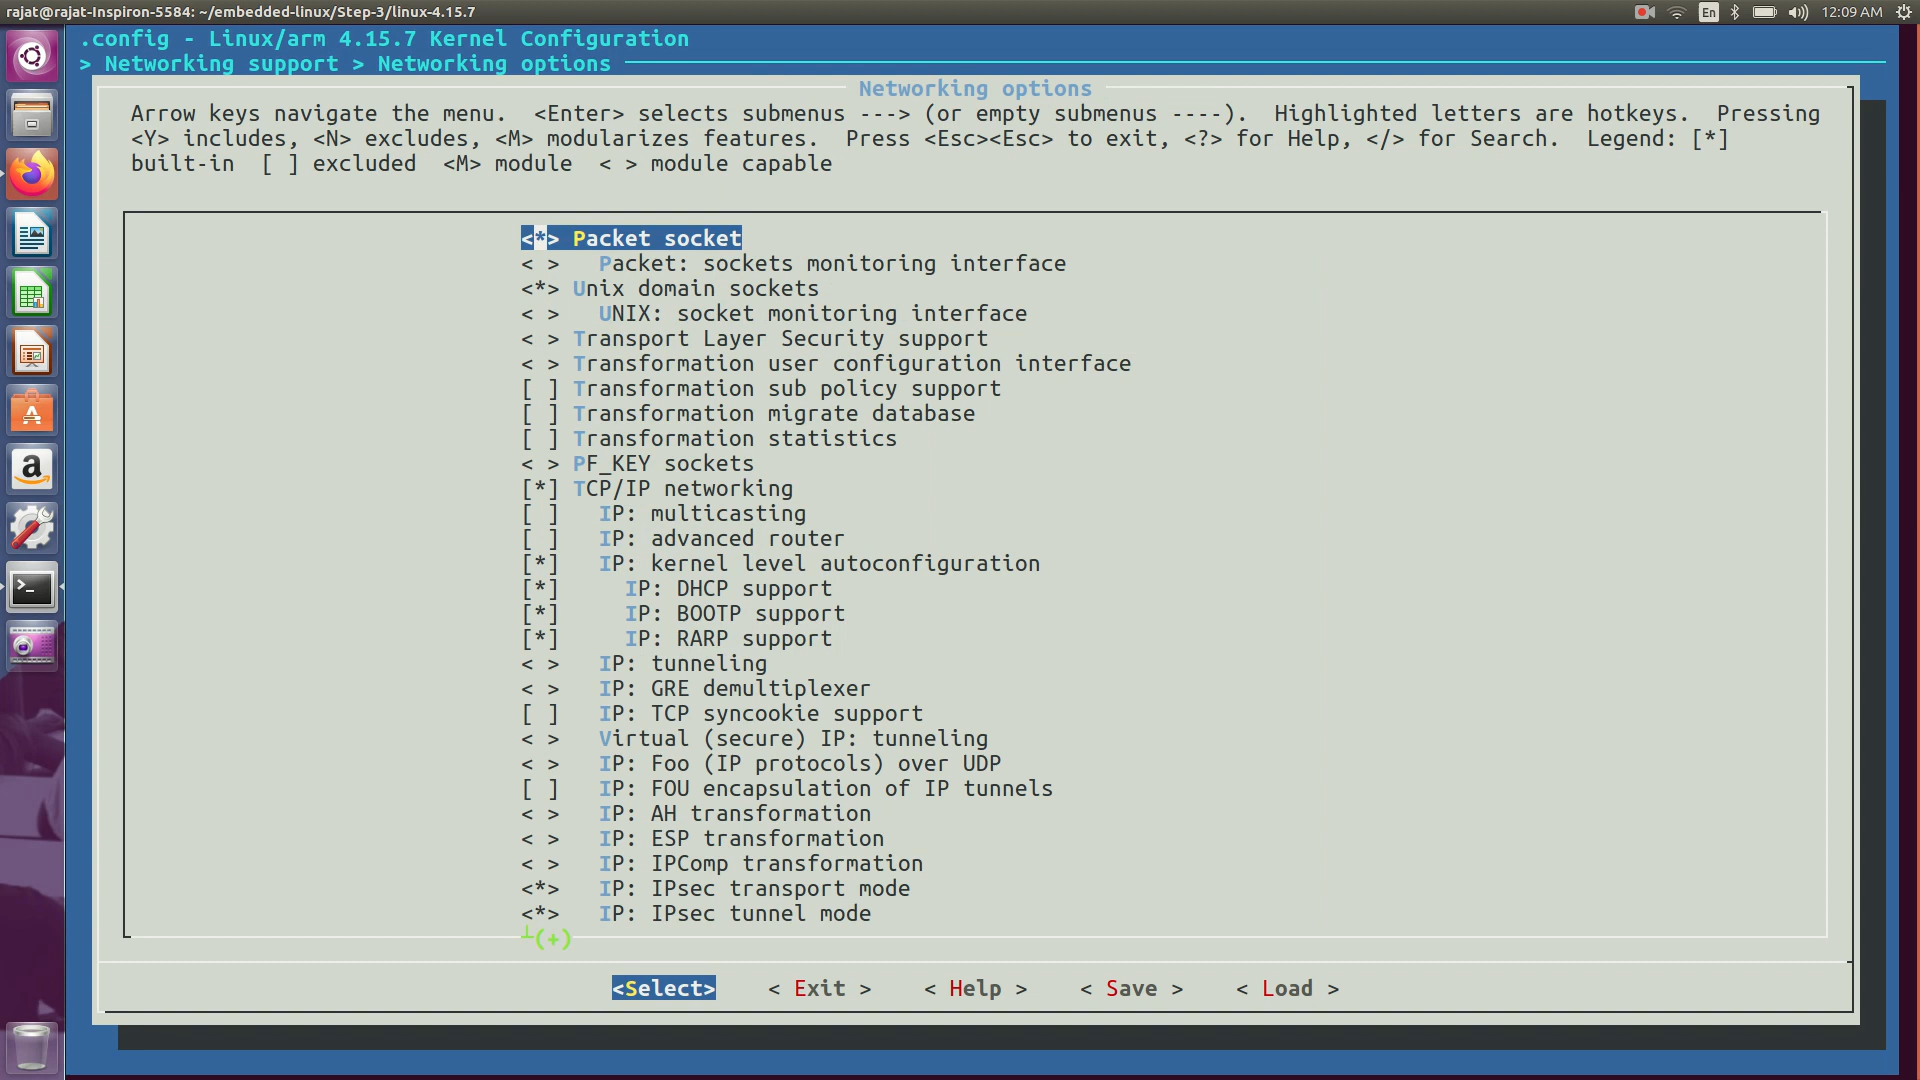 rajat@rajat-Inspiron-5584: ~/embedded-linux/Step-3/linux-4.15.7
En
12:09 AM
.config - Linux/arm 4.15.7 Kernel Configuration
> Networking support > Networking options
Networking options
Arrow keys navigate the menu.  <Enter> selects submenus ---> (or empty submenus ----).  Highlighted letters are hotkeys.  Pressing
<Y> includes, <N> excludes, <M> modularizes features.  Press <Esc><Esc> to exit, <?> for Help, </> for Search.  Legend: [*]
built-in  [ ] excluded  <M> module  < > module capable
<*> Packet socket
< >   Packet: sockets monitoring interface
<*> Unix domain sockets
< >   UNIX: socket monitoring interface
< > Transport Layer Security support
< > Transformation user configuration interface
[ ] Transformation sub policy support
[ ] Transformation migrate database
[ ] Transformation statistics
< > PF_KEY sockets
[*] TCP/IP networking
[ ]   IP: multicasting
[ ]   IP: advanced router
[*]   IP: kernel level autoconfiguration
[*]     IP: DHCP support
[*]     IP: BOOTP support
[*]     IP: RARP support
< >   IP: tunneling
< >   IP: GRE demultiplexer
[ ]   IP: TCP syncookie support
< >   Virtual (secure) IP: tunneling
< >   IP: Foo (IP protocols) over UDP
[ ]   IP: FOU encapsulation of IP tunnels
< >   IP: AH transformation
< >   IP: ESP transformation
< >   IP: IPComp transformation
<*>   IP: IPsec transport mode
<*>   IP: IPsec tunnel mode
┴(+)
<Select>    < Exit >    < Help >    < Save >    < Load >